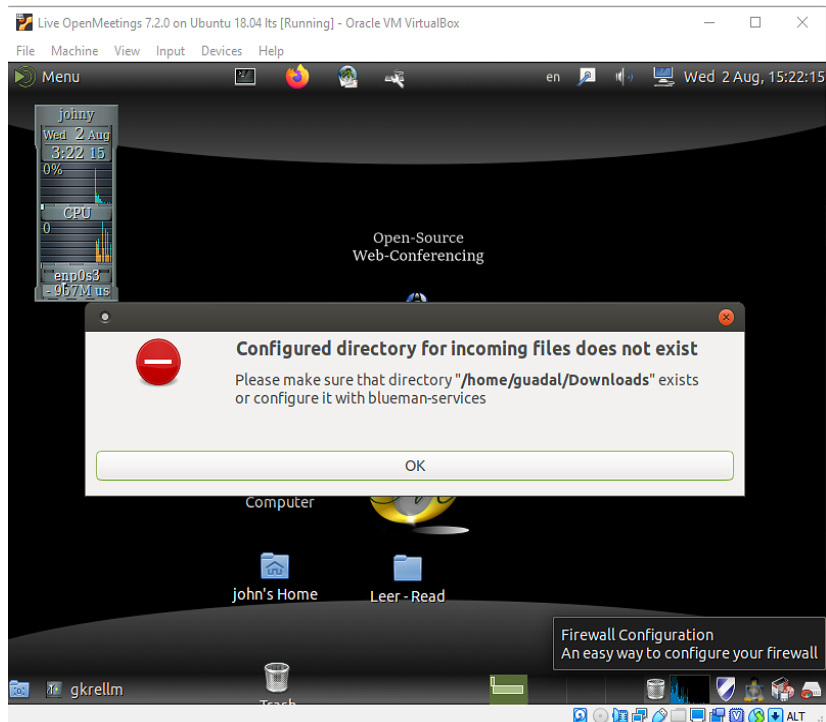 Live OpenMeetings 7.2.0 on Ubuntu 18.04 lts [Running] - Oracle VM VirtualBox
File Machine View Input Devices Help
Menu en Wed 2 Aug, 15:22:15
johny
Wed 2 Aug
3:22 15
0%
CPU
0
enp0s3
- 957M us
Open-Source
Web-Conferencing
Configured directory for incoming files does not exist
Please make sure that directory "/home/guadal/Downloads" exists
or configure it with blueman-services
OK
Computer
john's Home Leer - Read
Firewall Configuration
An easy way to configure your firewall
gkrellm
Trash
ALT